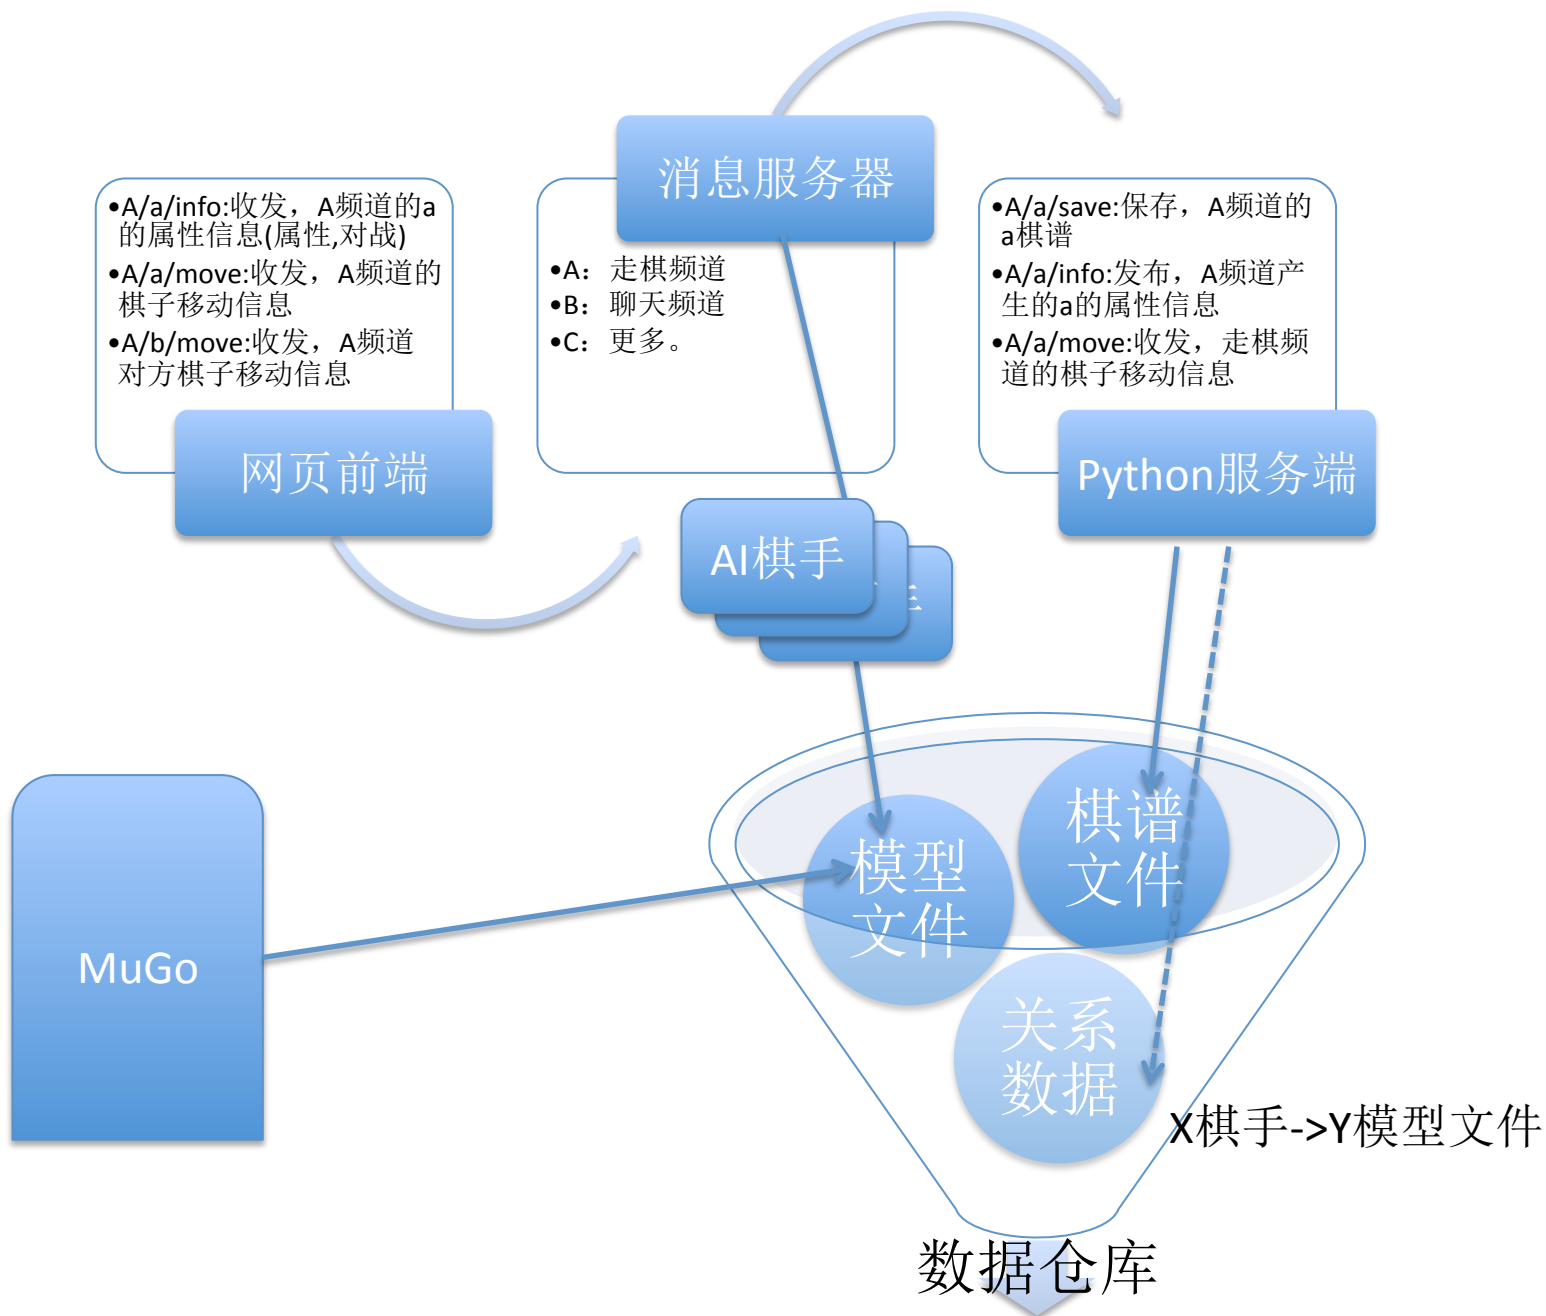 消息服务器
•A/a/info:收发，A频道的a
的属性信息(属性,对战)
•A/a/move:收发，A频道的
棋子移动信息
•A/b/move:收发，A频道
对方棋子移动信息
网页前端
•A：走棋频道
•B：聊天频道
•C：更多。
•A/a/save:保存，A频道的
a棋谱
•A/a/info:发布，A频道产
生的a的属性信息
•A/a/move:收发，走棋频
道的棋子移动信息
Python服务端
AI棋手
MuGo
模型
文件
棋谱
文件
关系
数据
X棋手->Y模型文件
数据仓库